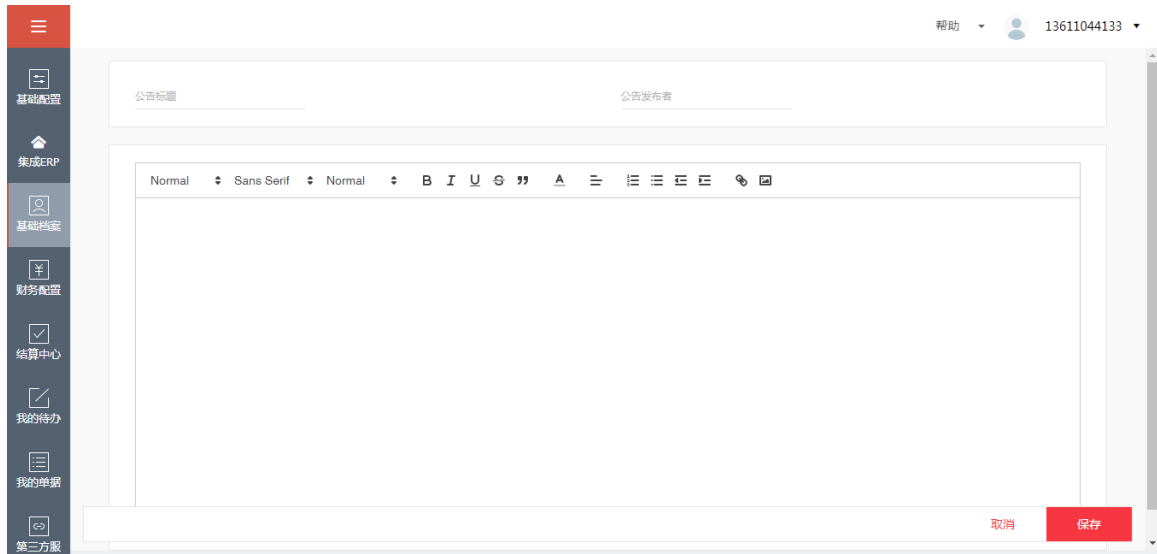 帮助 13611044133
基础配置
集成ERP
基础档案
财务配置
结算中心
我的待办
我的单据
第三方服
公告标题 公告发布者
Normal Sans Serif Normal B I U S A
取消 保存